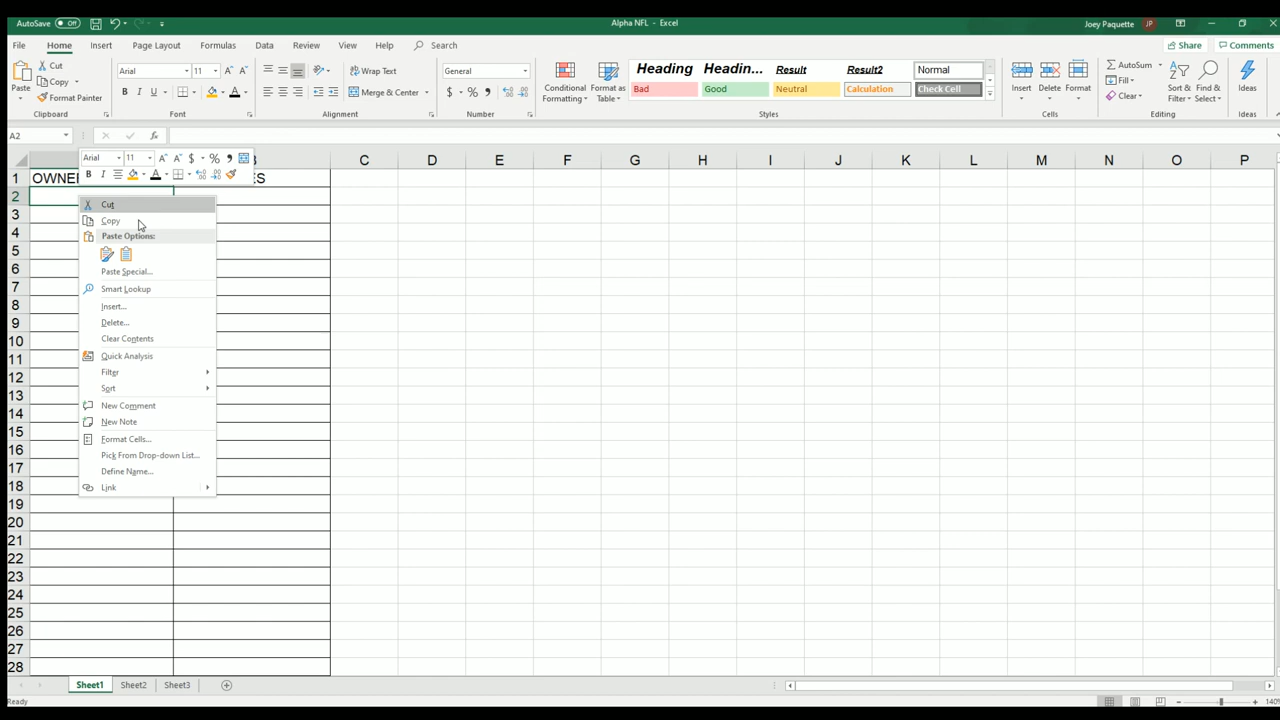 AutoSave Off Alpha NFL - Excel Joey Paquette JP
File Home Insert Page Layout Formulas Data Review View Help Search Share Comments
Paste Cut Copy Format Painter Clipboard
Arial 11 B I U Font
Wrap Text Merge & Center Alignment
General $ % Number
Conditional Formatting Format as Table
Heading Headin... Result Result2 Normal
Bad Good Neutral Calculation Check Cell
Styles
Insert Delete Format Cells
AutoSum Fill Clear Sort & Filter Find & Select Editing
Ideas Ideas
A2 fx
Arial 11 $ %
B I
B C D E F G H I J K L M N O P
1 OWNE S
2
3
4
5
6
7
8
9
10
11
12
13
14
15
16
17
18
19
20
21
22
23
24
25
26
27
28
Cut
Copy
Paste Options:
Paste Special...
Smart Lookup
Insert...
Delete...
Clear Contents
Quick Analysis
Filter
Sort
New Comment
New Note
Format Cells...
Pick From Drop-down List...
Define Name...
Link
Sheet1 Sheet2 Sheet3
Ready 140%